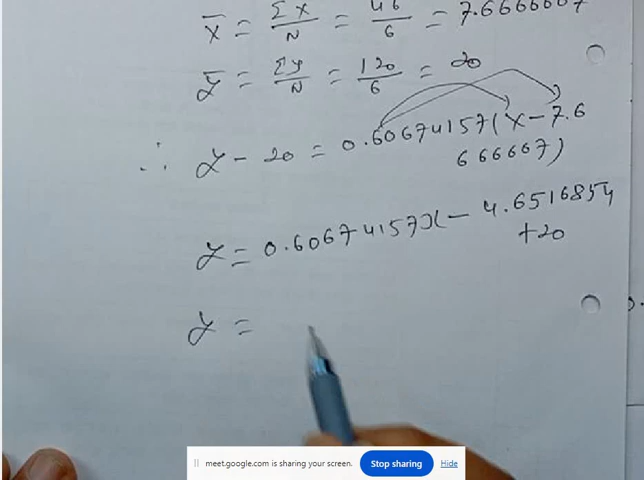 x̄ = Σx/N = 46/6 = 7.6666667
ȳ = Σy/N = 120/6 = 20
∴ y - 20 = 0.60674157(x - 7.6
666667)
y = 0.60674157x - 4.6516854
+20
y =
meet.google.com is sharing your screen. Stop sharing Hide